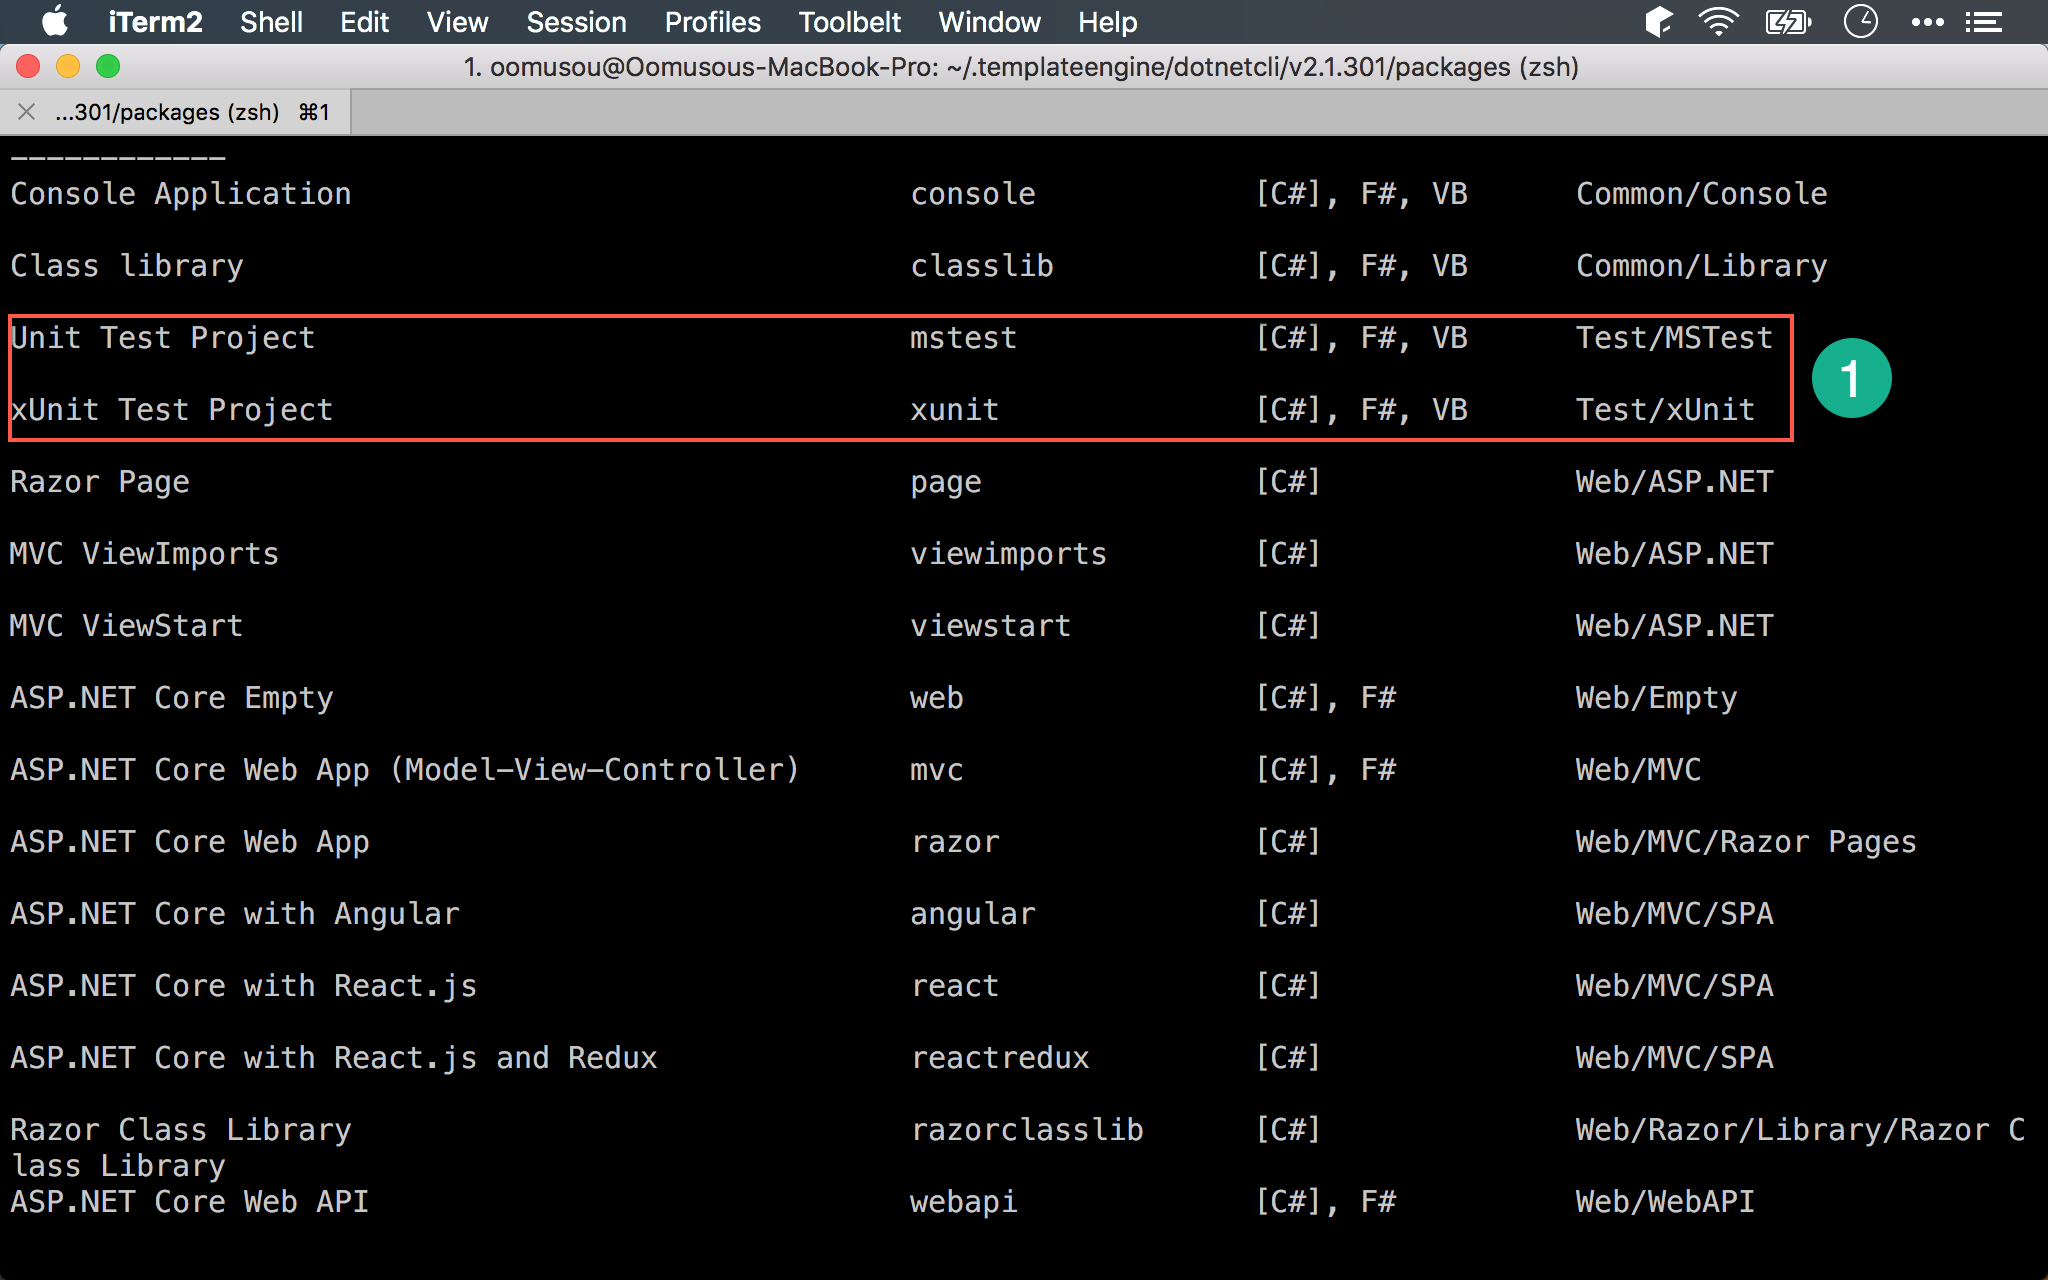 iTerm2 Shell Edit View Session Profiles Toolbelt Window Help
1. oomusou@Oomusous-MacBook-Pro: ~/.templateengine/dotnetcli/v2.1.301/packages (zsh)
...301/packages (zsh) ⌘1
------------
Console Application console [C#], F#, VB Common/Console
Class library classlib [C#], F#, VB Common/Library
Unit Test Project mstest [C#], F#, VB Test/MSTest
1
xUnit Test Project xunit [C#], F#, VB Test/xUnit
Razor Page page [C#] Web/ASP.NET
MVC ViewImports viewimports [C#] Web/ASP.NET
MVC ViewStart viewstart [C#] Web/ASP.NET
ASP.NET Core Empty web [C#], F# Web/Empty
ASP.NET Core Web App (Model-View-Controller) mvc [C#], F# Web/MVC
ASP.NET Core Web App razor [C#] Web/MVC/Razor Pages
ASP.NET Core with Angular angular [C#] Web/MVC/SPA
ASP.NET Core with React.js react [C#] Web/MVC/SPA
ASP.NET Core with React.js and Redux reactredux [C#] Web/MVC/SPA
Razor Class Library razorclasslib [C#] Web/Razor/Library/Razor C
lass Library
ASP.NET Core Web API webapi [C#], F# Web/WebAPI